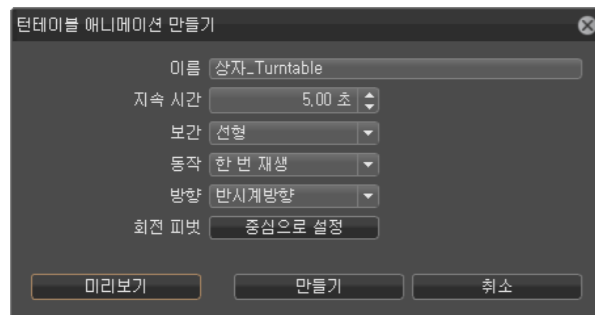 턴테이블 애니메이션 만들기
이름 상자_Turntable
지속 시간 5.00 초
보간 선형
동작 한 번 재생
방향 반시계방향
회전 피벗 중심으로 설정
미리보기 만들기 취소